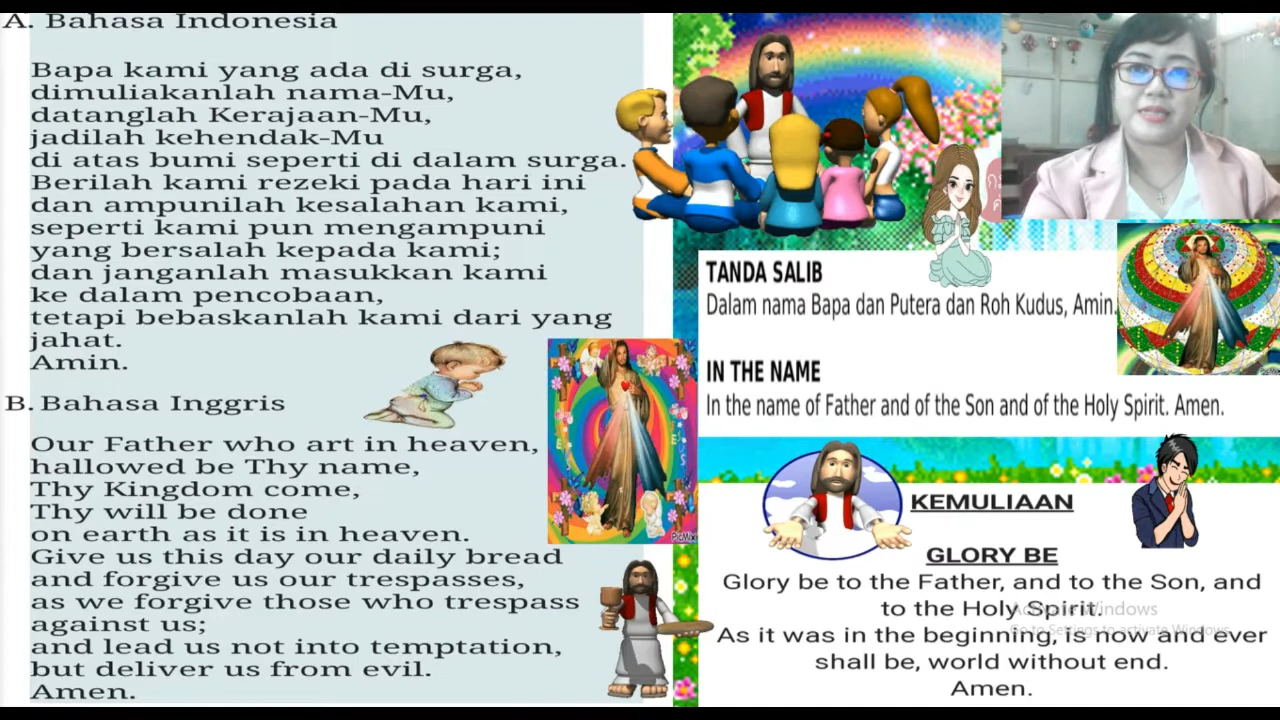 A. Bahasa Indonesia
Bapa kami yang ada di surga,
dimuliakanlah nama-Mu,
datanglah Kerajaan-Mu,
jadilah kehendak-Mu
di atas bumi seperti di dalam surga.
Berilah kami rezeki pada hari ini
dan ampunilah kesalahan kami,
seperti kami pun mengampuni
yang bersalah kepada kami;
dan janganlah masukkan kami
ke dalam pencobaan,
tetapi bebaskanlah kami dari yang
jahat.
Amin.
B. Bahasa Inggris
Our Father who art in heaven,
hallowed be Thy name,
Thy Kingdom come,
Thy will be done
on earth as it is in heaven.
Give us this day our daily bread
and forgive us our trespasses,
as we forgive those who trespass
against us;
and lead us not into temptation,
but deliver us from evil.
Amen.
TANDA SALIB
Dalam nama Bapa dan Putera dan Roh Kudus, Amin.
IN THE NAME
In the name of Father and of the Son and of the Holy Spirit. Amen.
KEMULIAAN
GLORY BE
Glory be to the Father, and to the Son, and
to the Holy Spirit.
As it was in the beginning, is now and ever
shall be, world without end.
Amen.
Activate Windows
Go to Settings to activate Windows.
PicMix